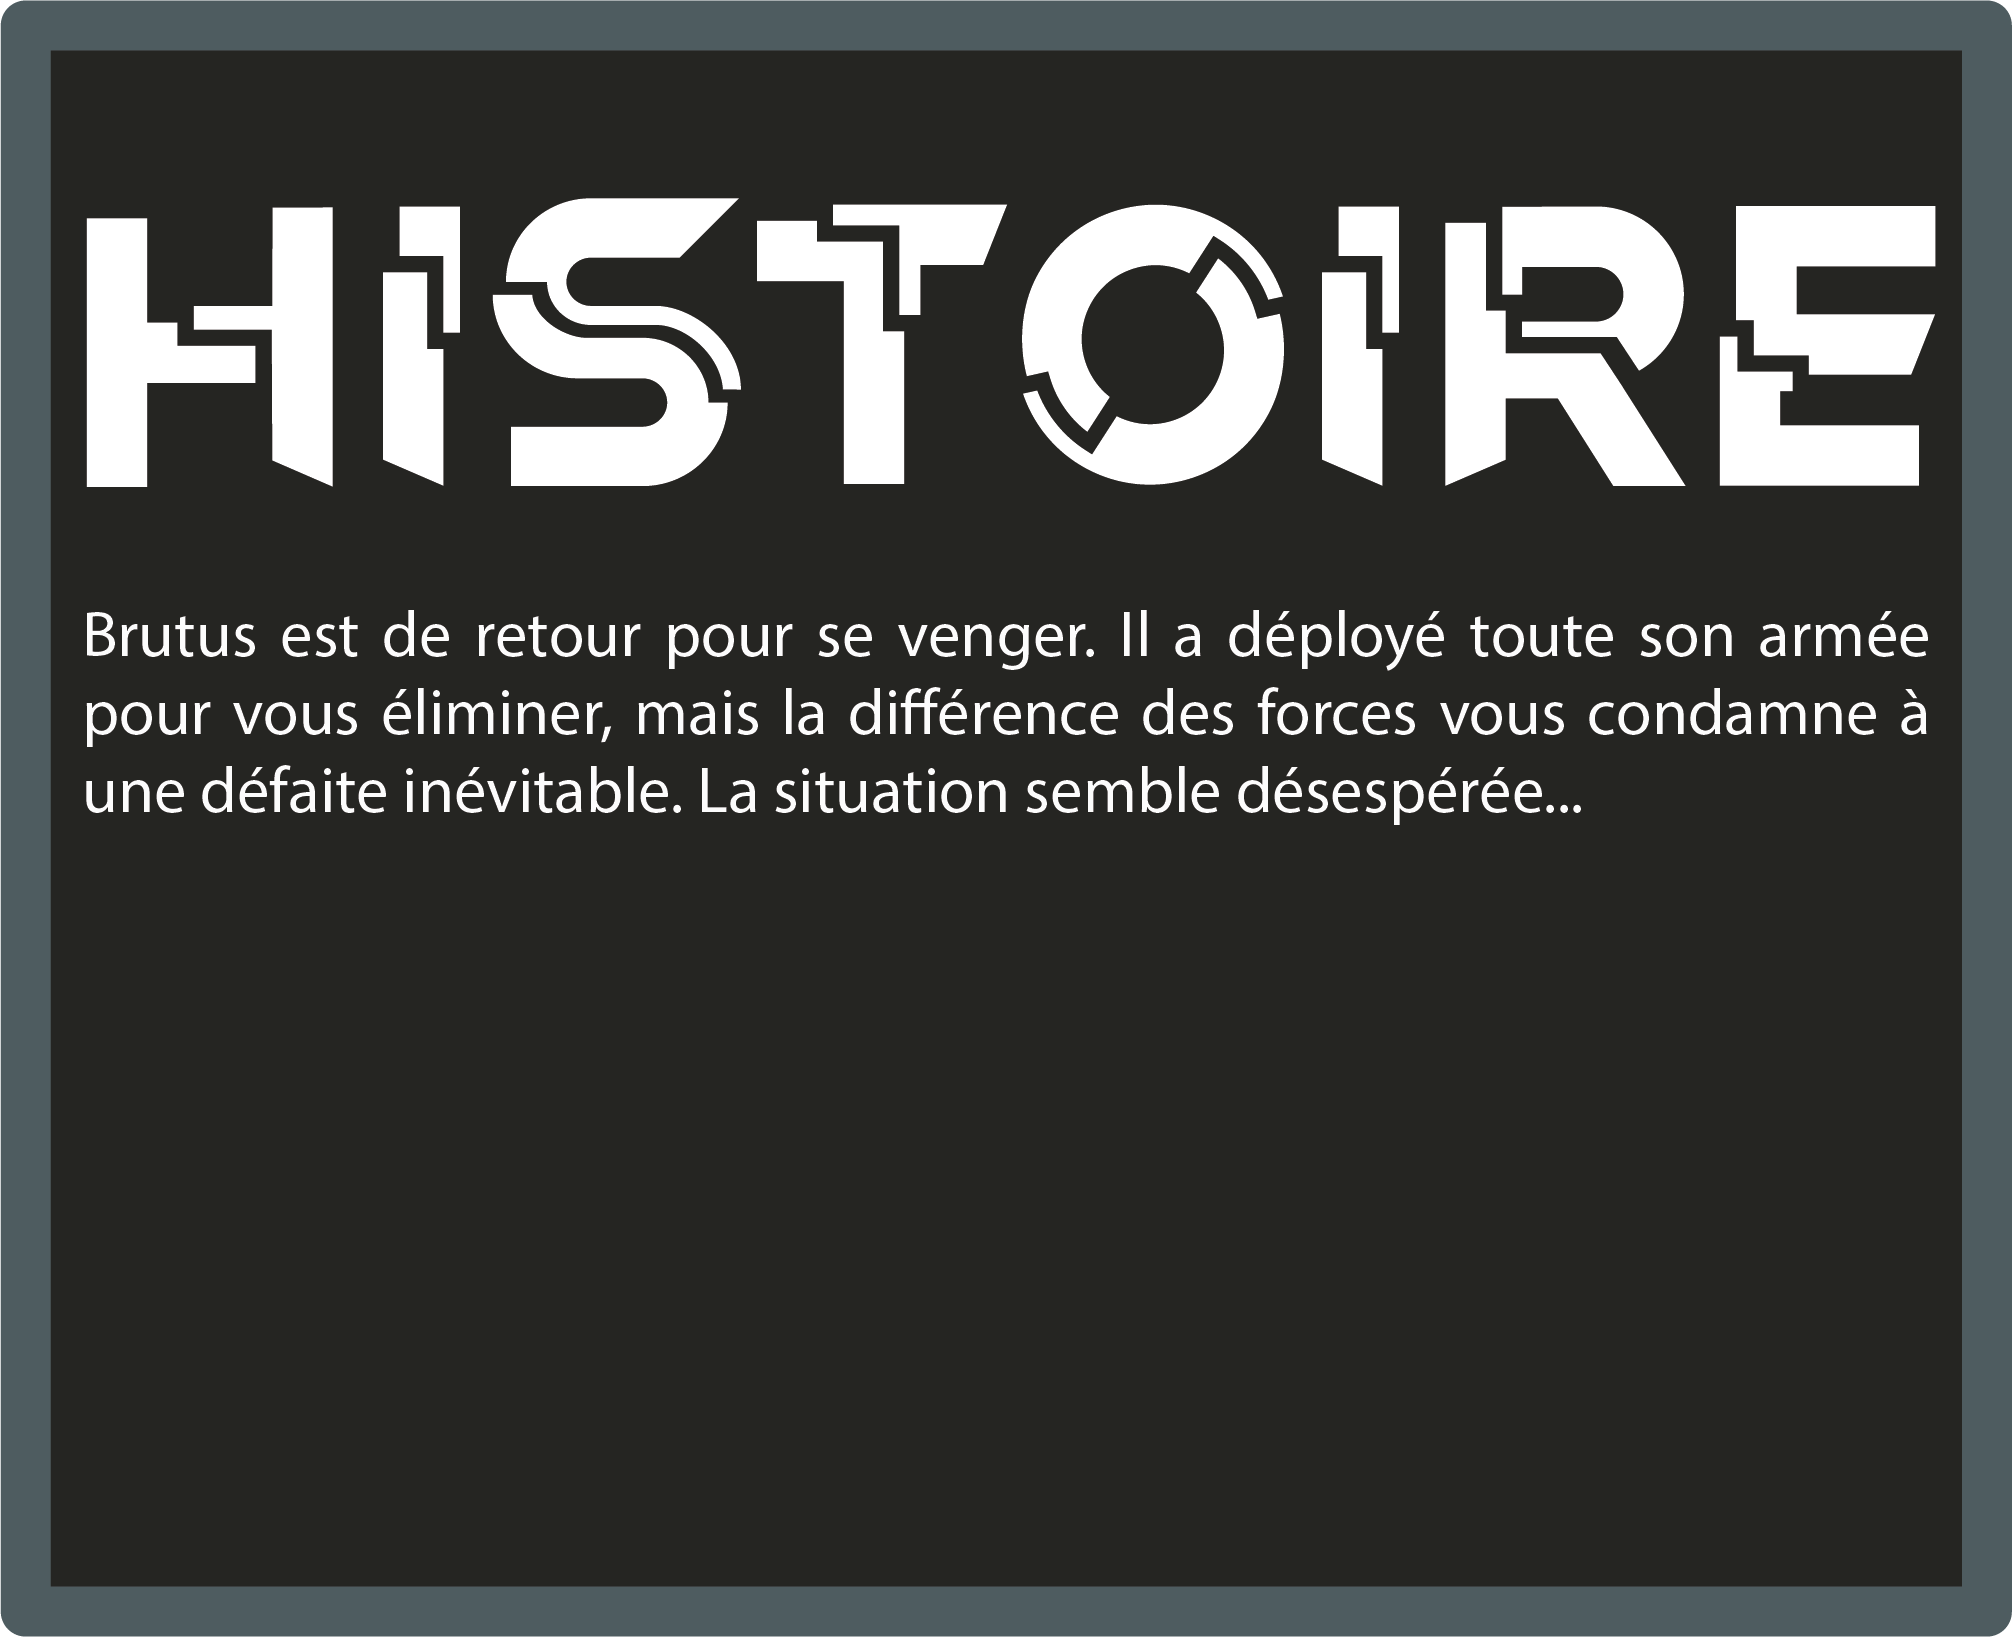 HISTOIRE
Brutus est de retour pour se venger. Il a déployé toute son armée
pour vous éliminer, mais la différence des forces vous condamne à
une défaite inévitable. La situation semble désespérée...